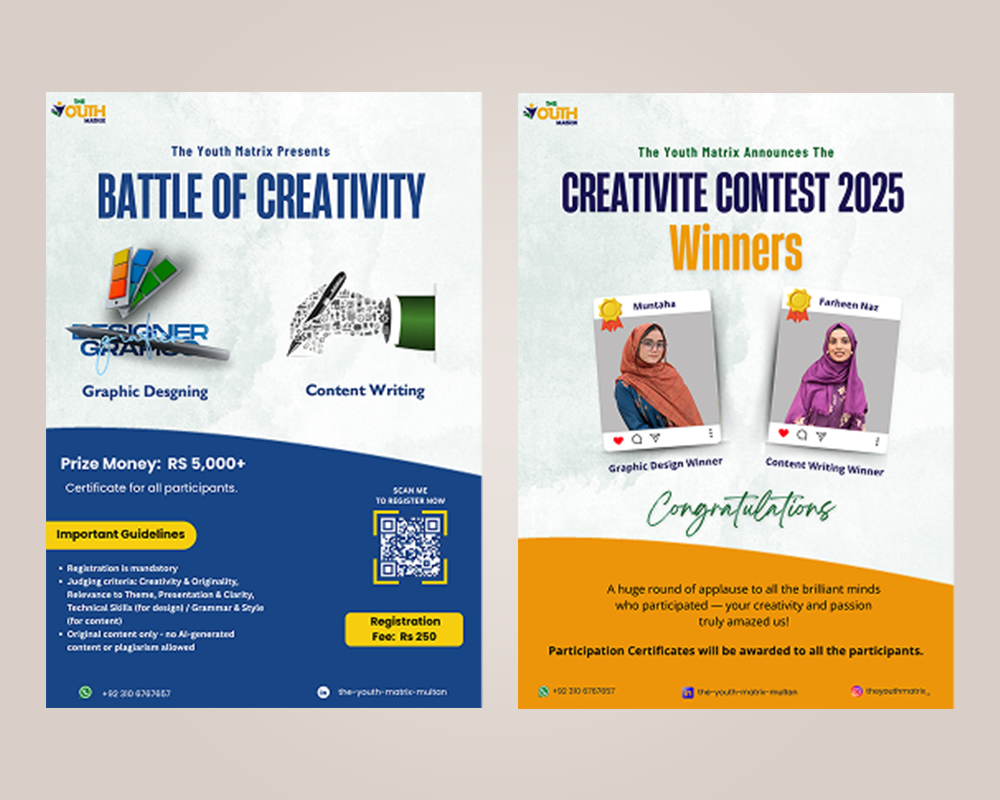 THE
YOUTH
MATRIX
The Youth Matrix Presents
BATTLE OF CREATIVITY
DESIGNER
GRAPHICS
Graphic Desgning
Content Writing
Prize Money: RS 5,000+
Certificate for all participants.
SCAN ME
TO REGISTER NOW
Important Guidelines
• Registration is mandatory
• Judging criteria: Creativity & Originality,
Relevance to Theme, Presentation & Clarity,
Technical Skills (for design) / Grammar & Style
(for content)
• Original content only - no AI-generated
content or plagiarism allowed
Registration
Fee: Rs 250
+92 310 6767657
the-youth-matrix-multan
THE
YOUTH
MATRIX
The Youth Matrix Announces The
CREATIVITE CONTEST 2025
Winners
Muntaha
Farheen Naz
Graphic Design Winner
Content Writing Winner
Congratulations
A huge round of applause to all the brilliant minds
who participated — your creativity and passion
truly amazed us!
Participation Certificates will be awarded to all the participants.
+92 310 6767657
the-youth-matrix-multan
theyouthmatrix_